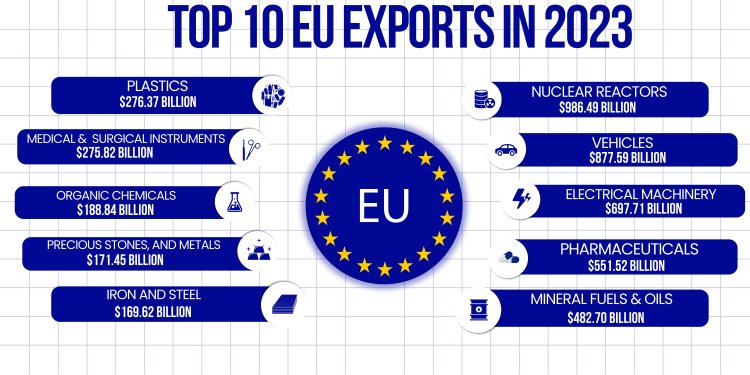 TOP 10 EU EXPORTS IN 2023
PLASTICS
$276.37 BILLION
MEDICAL & SURGICAL INSTRUMENTS
$275.82 BILLION
ORGANIC CHEMICALS
$188.84 BILLION
PRECIOUS STONES, AND METALS
$171.45 BILLION
IRON AND STEEL
$169.62 BILLION
EU
NUCLEAR REACTORS
$986.49 BILLION
VEHICLES
$877.59 BILLION
ELECTRICAL MACHINERY
$697.71 BILLION
PHARMACEUTICALS
$551.52 BILLION
MINERAL FUELS & OILS
$482.70 BILLION